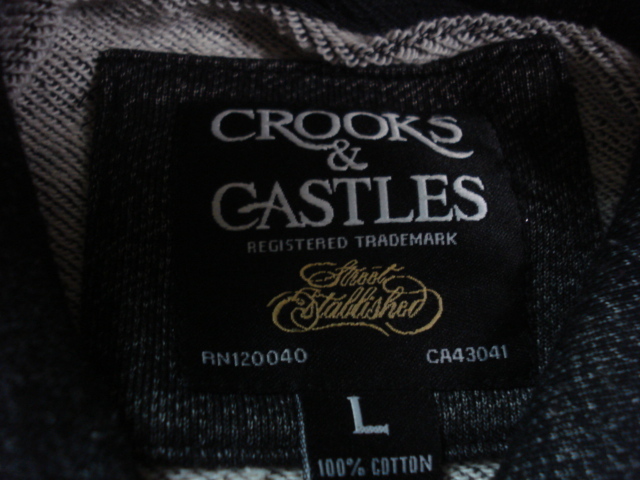 CROOKS
&
CASTLES
REGISTERED TRADEMARK
Street
Established
RN120040 CA43041
L
100% COTTON